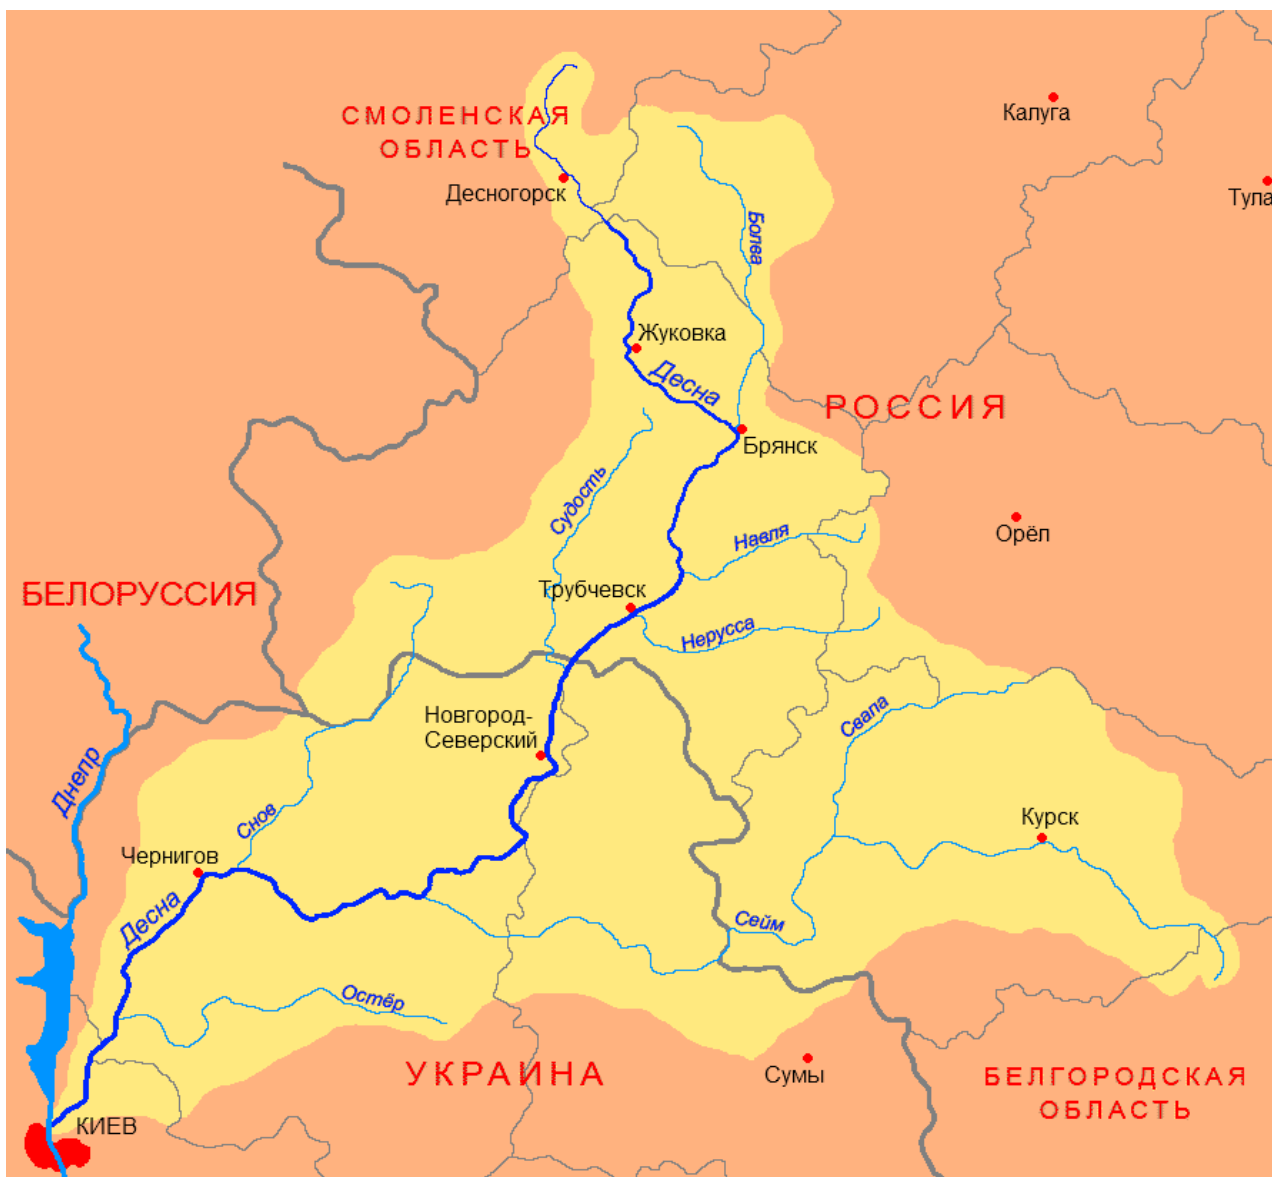 Калуга
СМОЛЕНСКАЯ
ОБЛАСТЬ
Десногорск
Тула
Болва
Жуковка
Десна
РОССИЯ
Брянск
Судость
Орёл
Навля
БЕЛОРУССИЯ
Трубчевск
Нерусса
Новгород-
Северский
Свапа
Днепр
Снов
Курск
Чернигов
Десна
Сейм
Остёр
УКРАИНА
Сумы
БЕЛГОРОДСКАЯ
ОБЛАСТЬ
КИЕВ